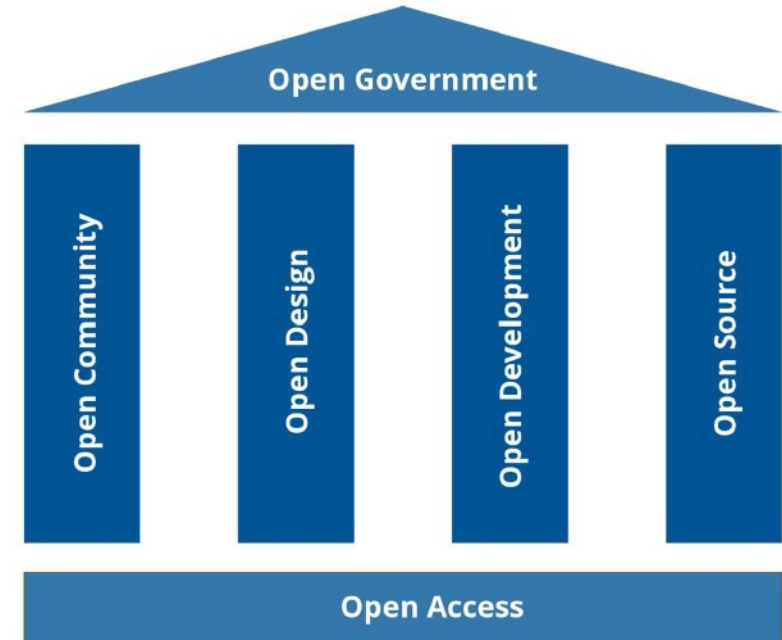 Open Government
Open Community
Open Design
Open Development
Open Source
Open Access